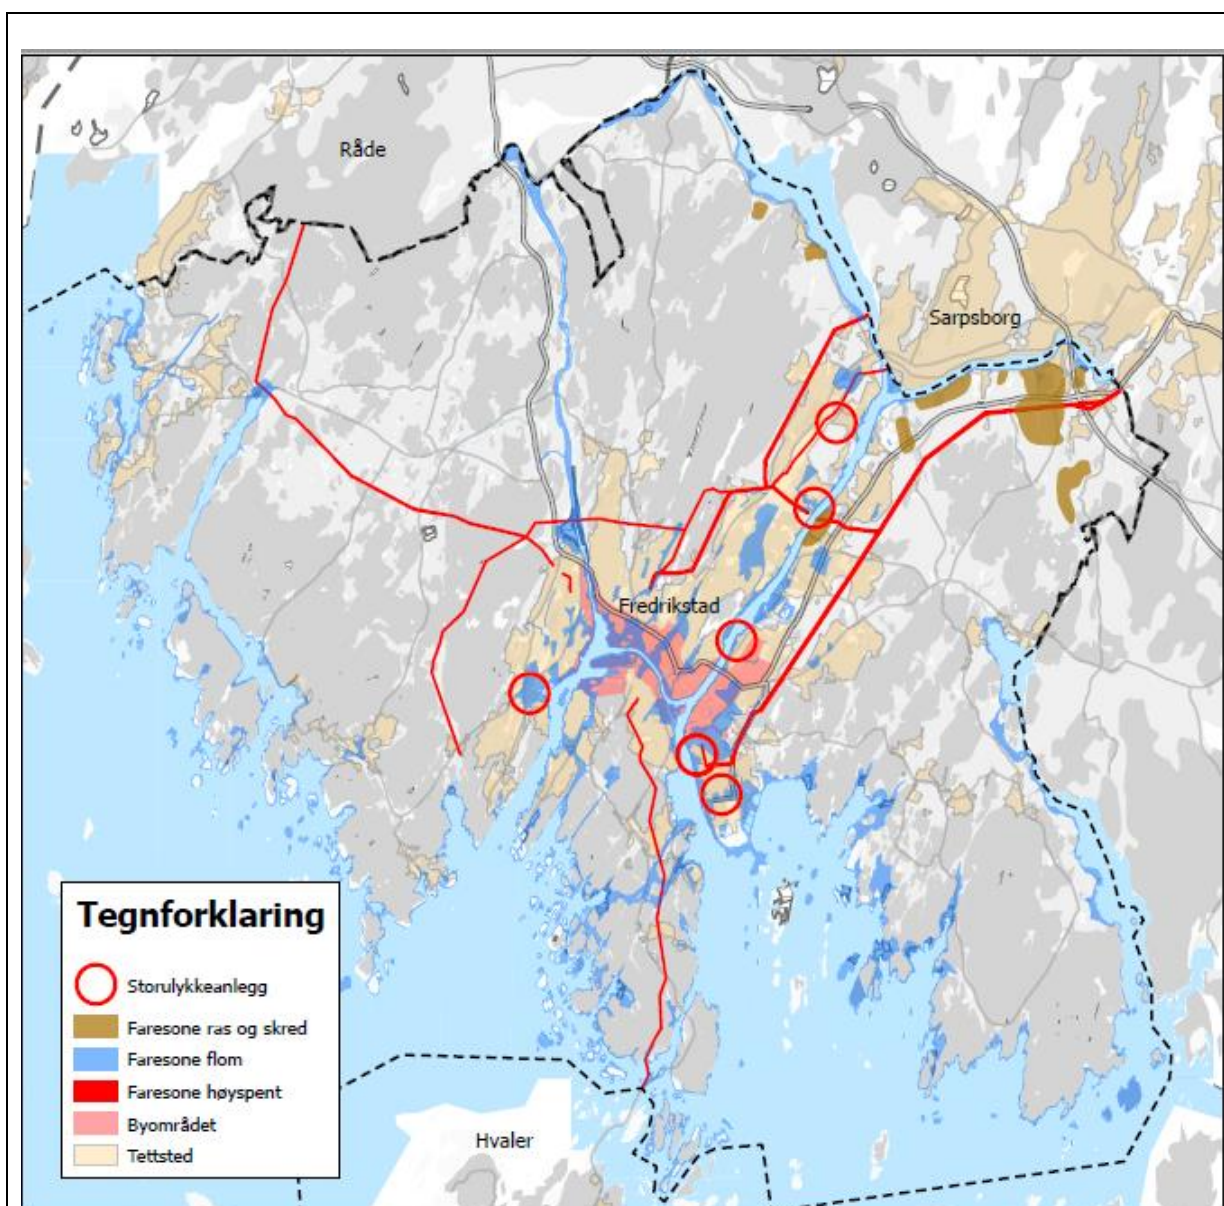 Råde
Sarpsborg
Fredrikstad
Tegnforklaring
Storulykkeanlegg
Faresone ras og skred
Faresone flom
Faresone høyspent
Byområdet
Tettsted
Hvaler